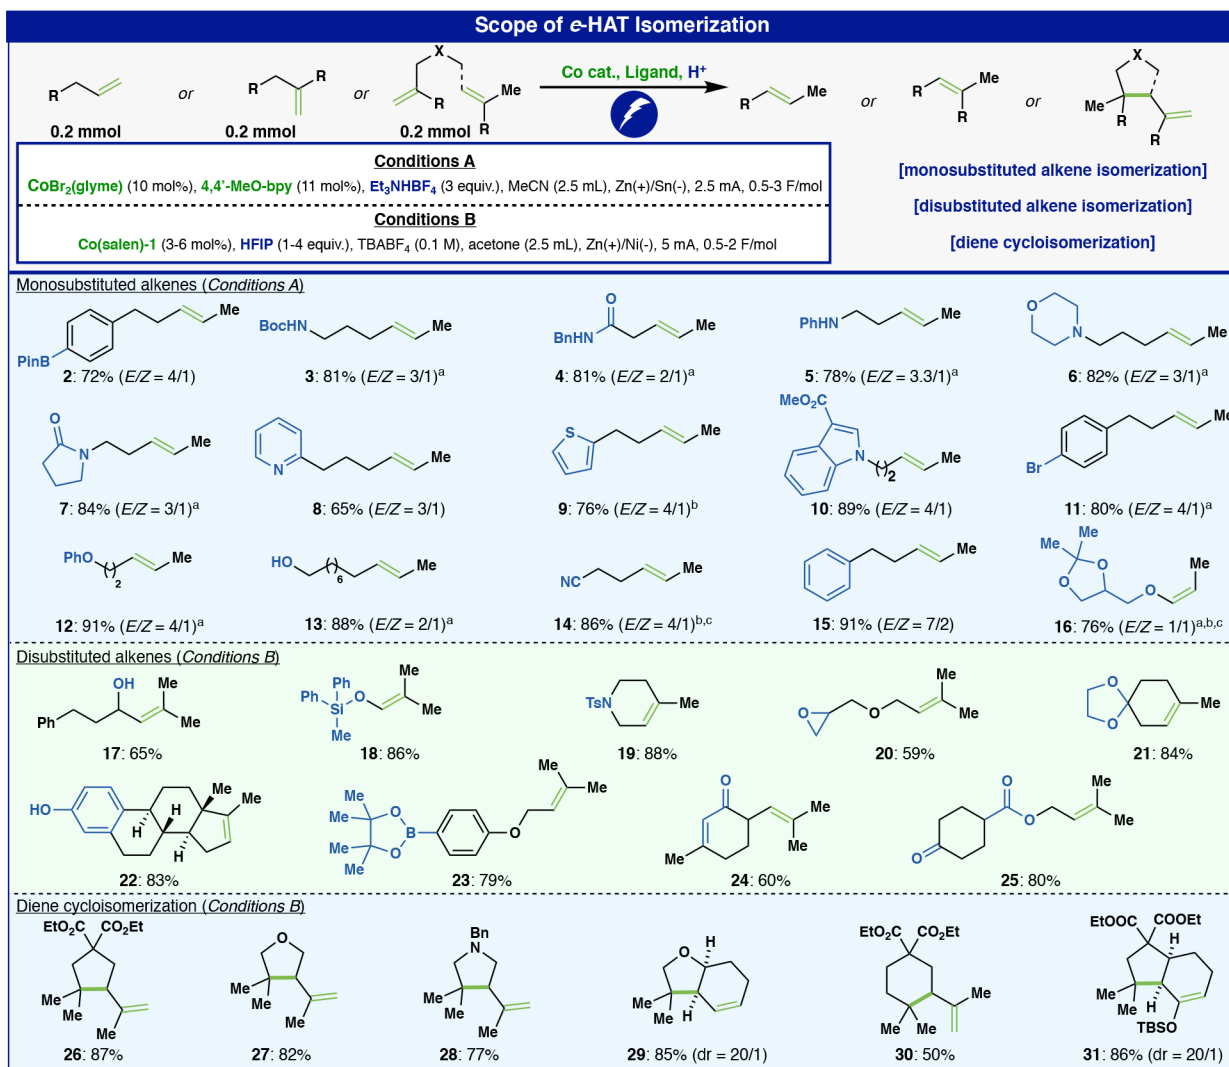 Scope of e-HAT Isomerization
R or R R or X R Me R
0.2 mmol 0.2 mmol 0.2 mmol
Co cat., Ligand, H⁺
R Me or R Me R or X Me R R
Conditions A
CoBr₂(glyme) (10 mol%), 4,4'-MeO-bpy (11 mol%), Et₃NHBF₄ (3 equiv.), MeCN (2.5 mL), Zn(+)/Sn(-), 2.5 mA, 0.5-3 F/mol
Conditions B
Co(salen)-1 (3-6 mol%), HFIP (1-4 equiv.), TBABF₄ (0.1 M), acetone (2.5 mL), Zn(+)/Ni(-), 5 mA, 0.5-2 F/mol
[monosubstituted alkene isomerization]
[disubstituted alkene isomerization]
[diene cycloisomerization]
Monosubstituted alkenes (Conditions A)
PinB Me BocHN Me BnHN O Me PhHN Me O N Me
2: 72% (E/Z = 4/1) 3: 81% (E/Z = 3/1)ᵃ 4: 81% (E/Z = 2/1)ᵃ 5: 78% (E/Z = 3.3/1)ᵃ 6: 82% (E/Z = 3/1)ᵃ
O N Me N Me S Me MeO₂C N ( )₂ Me Br Me
7: 84% (E/Z = 3/1)ᵃ 8: 65% (E/Z = 3/1) 9: 76% (E/Z = 4/1)ᵇ 10: 89% (E/Z = 4/1) 11: 80% (E/Z = 4/1)ᵃ
PhO ( )₂ Me HO ( )₆ Me NC Me Me Me Me O O O Me
12: 91% (E/Z = 4/1)ᵃ 13: 88% (E/Z = 2/1)ᵃ 14: 86% (E/Z = 4/1)ᵇ,ᶜ 15: 91% (E/Z = 7/2) 16: 76% (E/Z = 1/1)ᵃ,ᵇ,ᶜ
Disubstituted alkenes (Conditions B)
Ph OH Me Me Ph Ph Si Me O Me Me TsN Me O O Me Me O O Me
17: 65% 18: 86% 19: 88% 20: 59% 21: 84%
HO H H H Me Me Me Me Me Me O O B O Me Me O Me Me Me O O O Me Me
22: 83% 23: 79% 24: 60% 25: 80%
Diene cycloisomerization (Conditions B)
EtO₂C CO₂Et Me Me Me O Me Me Me Bn N Me Me Me O H H Me Me EtO₂C CO₂Et Me Me Me EtOOC COOEt H H Me Me TBSO
26: 87% 27: 82% 28: 77% 29: 85% (dr = 20/1) 30: 50% 31: 86% (dr = 20/1)